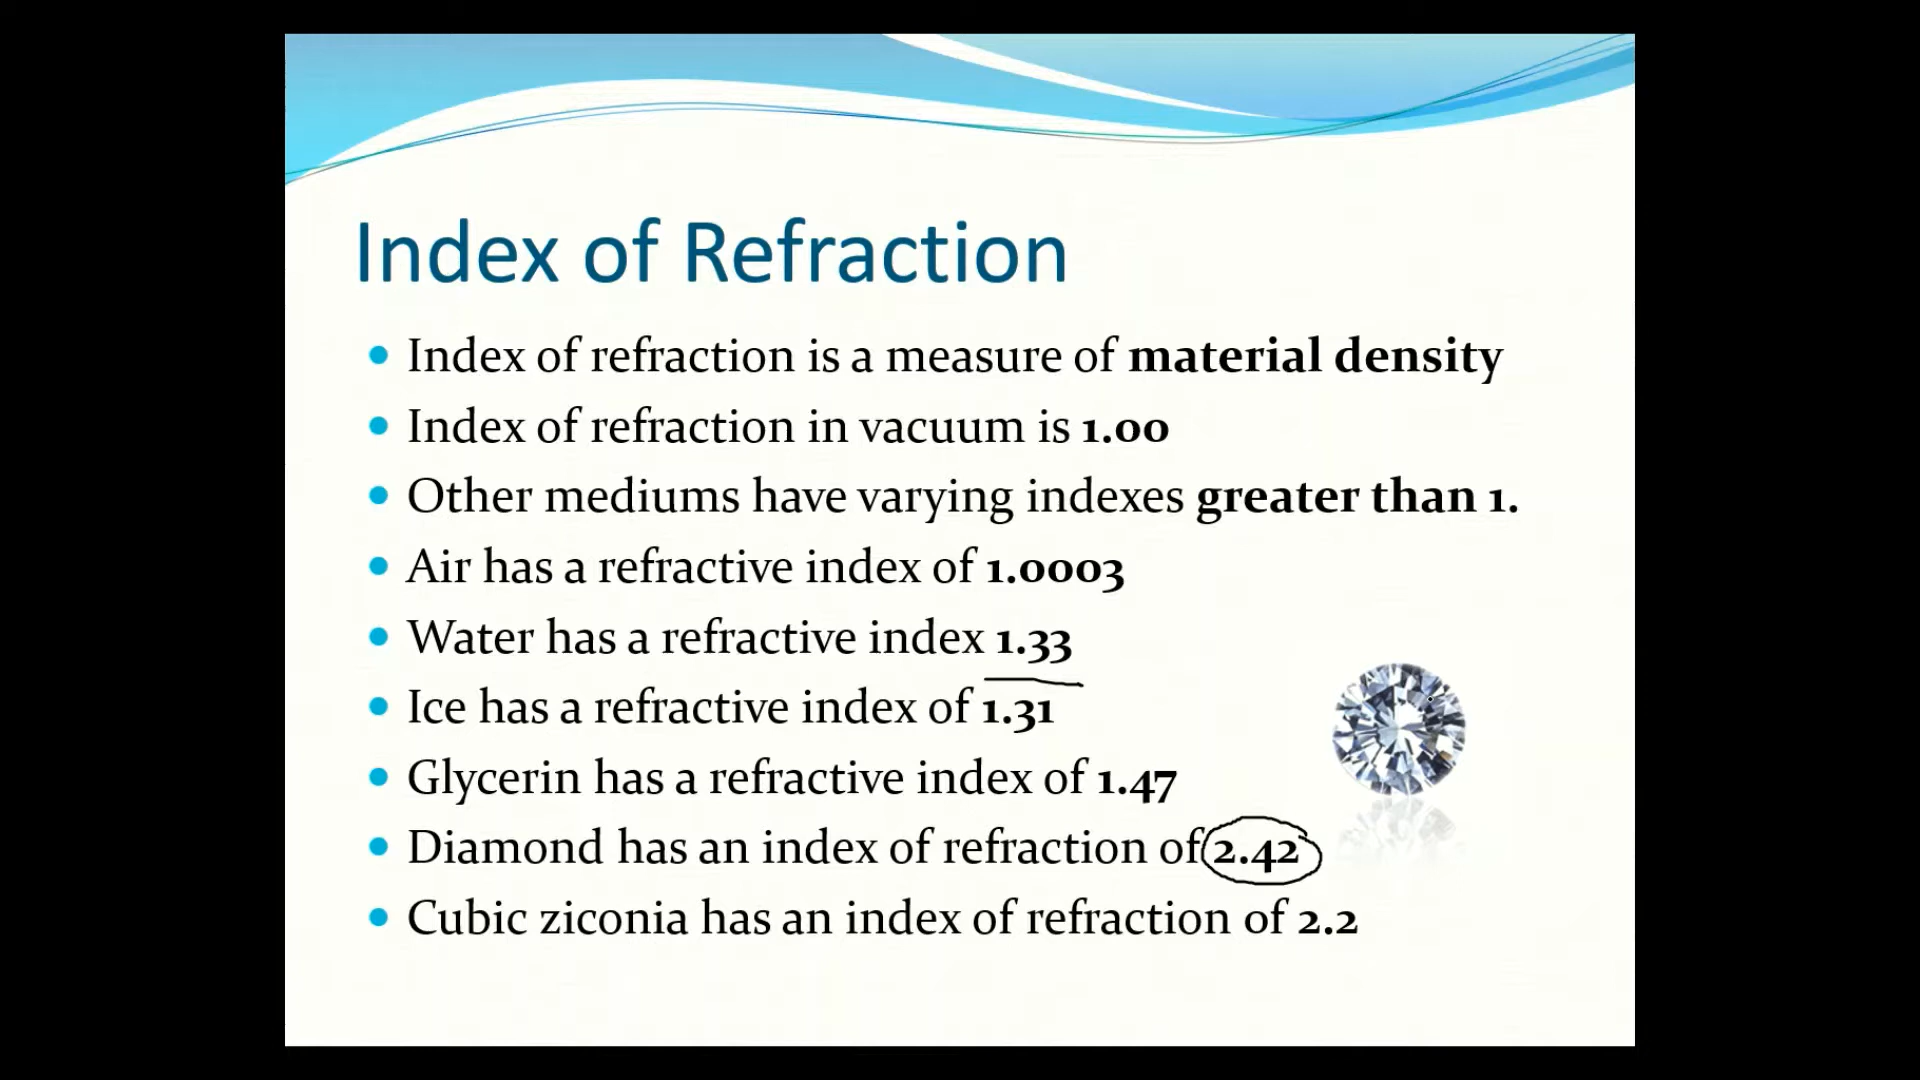 Index of Refraction
• Index of refraction is a measure of material density
• Index of refraction in vacuum is 1.00
• Other mediums have varying indexes greater than 1.
• Air has a refractive index of 1.0003
• Water has a refractive index 1.33
• Ice has a refractive index of 1.31
• Glycerin has a refractive index of 1.47
• Diamond has an index of refraction of 2.42
• Cubic ziconia has an index of refraction of 2.2